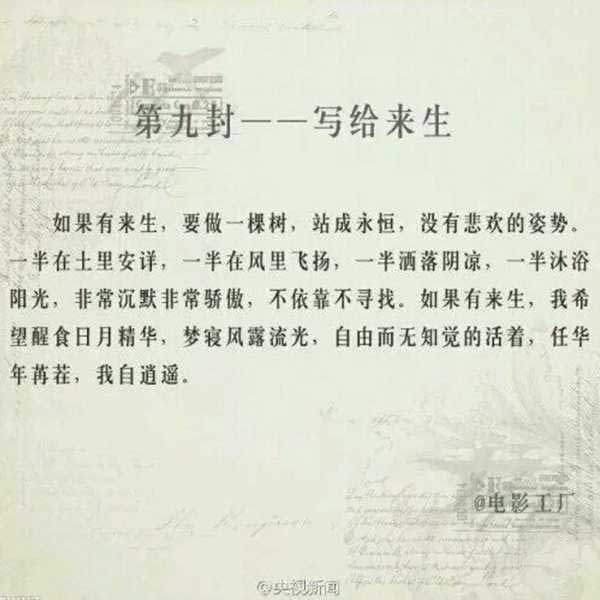 第九封——写给来生
如果有来生，要做一棵树，站成永恒，没有悲欢的姿势。
一半在土里安详，一半在风里飞扬，一半洒落阴凉，一半沐浴
阳光，非常沉默非常骄傲，不依靠不寻找。如果有来生，我希
望醒食日月精华，梦寝风露流光，自由而无知觉的活着，任华
年苒茬，我自逍遥。
@电影工厂
@央视新闻